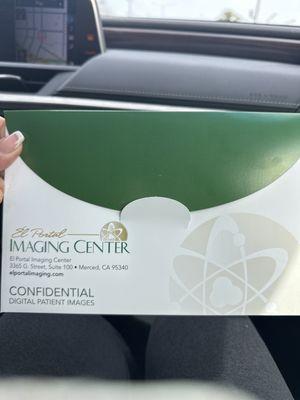 El Portal
IMAGING CENTER
El Portal Imaging Center
3365 G. Street, Suite 100 • Merced, CA 95340
elportalimaging.com
CONFIDENTIAL
DIGITAL PATIENT IMAGES